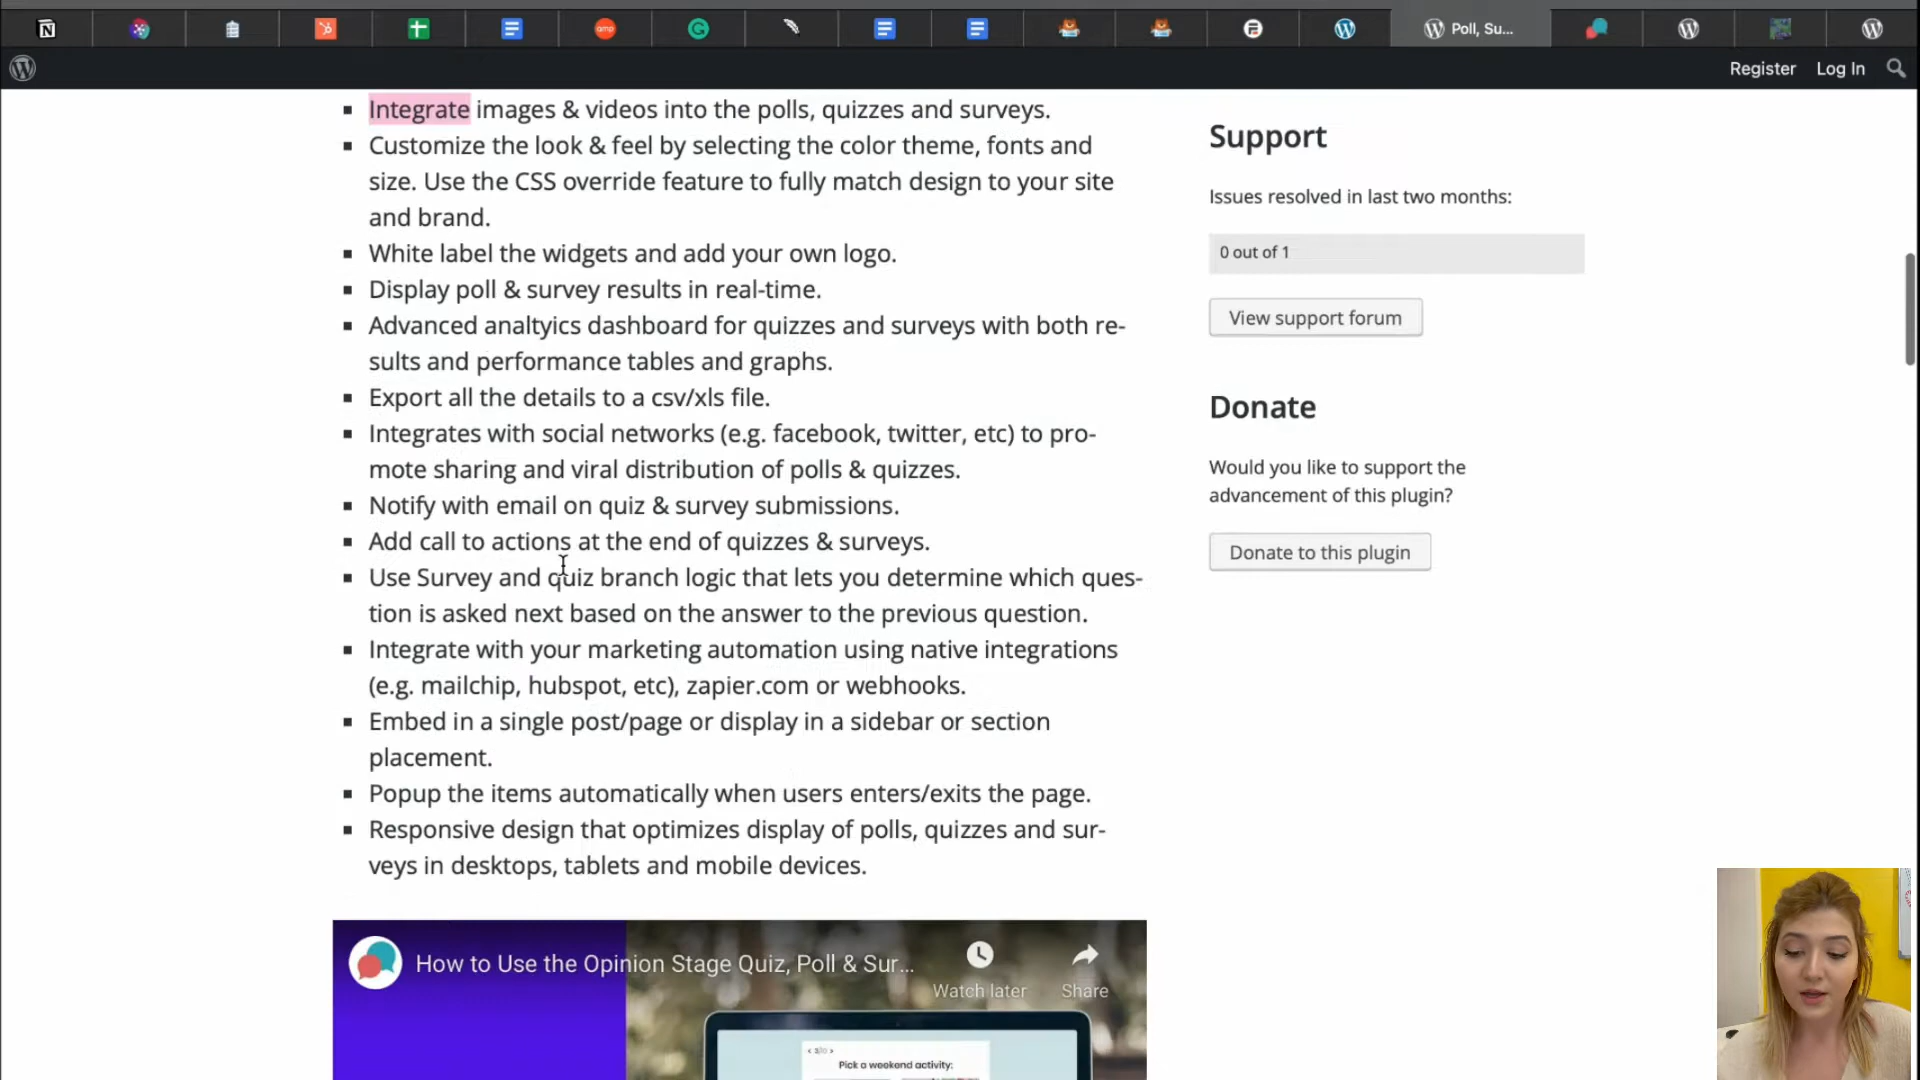 Poll, Su...
Register Log In
Integrate images & videos into the polls, quizzes and surveys.
Customize the look & feel by selecting the color theme, fonts and
size. Use the CSS override feature to fully match design to your site
and brand.
White label the widgets and add your own logo.
Display poll & survey results in real-time.
Advanced analtyics dashboard for quizzes and surveys with both re-
sults and performance tables and graphs.
Export all the details to a csv/xls file.
Integrates with social networks (e.g. facebook, twitter, etc) to pro-
mote sharing and viral distribution of polls & quizzes.
Notify with email on quiz & survey submissions.
Add call to actions at the end of quizzes & surveys.
Use Survey and quiz branch logic that lets you determine which ques-
tion is asked next based on the answer to the previous question.
Integrate with your marketing automation using native integrations
(e.g. mailchip, hubspot, etc), zapier.com or webhooks.
Embed in a single post/page or display in a sidebar or section
placement.
Popup the items automatically when users enters/exits the page.
Responsive design that optimizes display of polls, quizzes and sur-
veys in desktops, tablets and mobile devices.
Support
Issues resolved in last two months:
0 out of 1
View support forum
Donate
Would you like to support the
advancement of this plugin?
Donate to this plugin
How to Use the Opinion Stage Quiz, Poll & Sur...
Watch later
Share
Pick a weekend activity:
amp